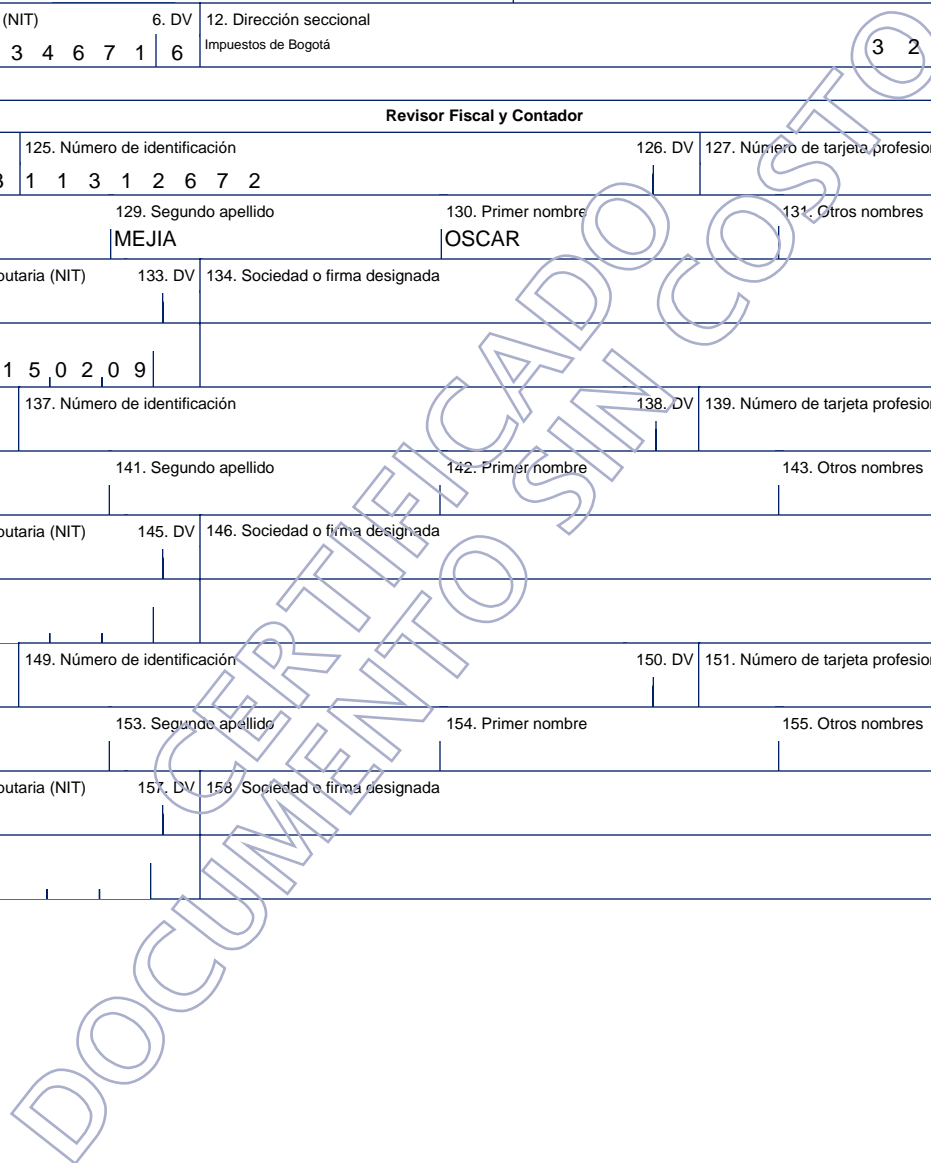 (NIT) 6. DV 12. Dirección seccional
3 4 6 7 1 6 Impuestos de Bogotá 3 2
Revisor Fiscal y Contador
125. Número de identificación 126. DV 127. Número de tarjeta profesion
1 1 3 1 2 6 7 2
129. Segundo apellido 130. Primer nombre 131. Otros nombres
MEJIA OSCAR
butaria (NIT) 133. DV 134. Sociedad o firma designada
1 5 0 2 0 9
137. Número de identificación 138. DV 139. Número de tarjeta profesion
141. Segundo apellido 142. Primer nombre 143. Otros nombres
butaria (NIT) 145. DV 146. Sociedad o firma designada
149. Número de identificación 150. DV 151. Número de tarjeta profesion
153. Segundo apellido 154. Primer nombre 155. Otros nombres
butaria (NIT) 157. DV 158. Sociedad o firma designada
CERTIFICADO
DOCUMENTO SIN COSTO